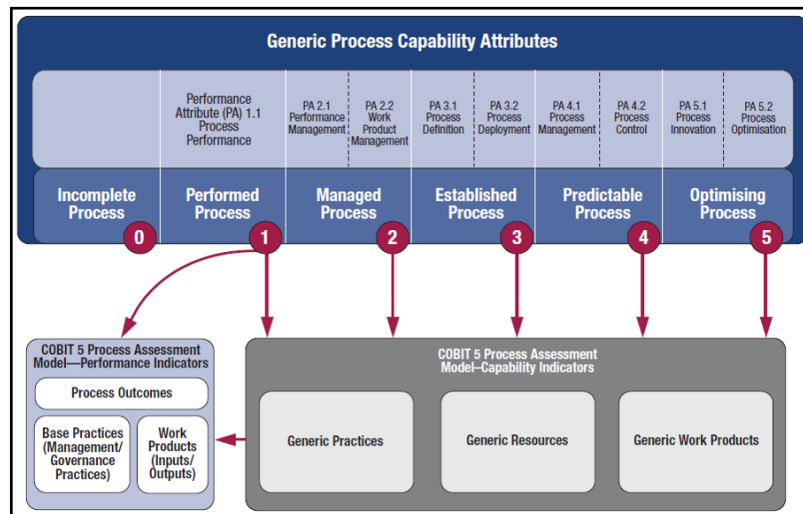 Generic Process Capability Attributes
Performance
Attribute (PA) 1.1
Process
Performance
PA 2.1
Performance
Management
PA 2.2
Work
Product
Management
PA 3.1
Process
Definition
PA 3.2
Process
Deployment
PA 4.1
Process
Management
PA 4.2
Process
Control
PA 5.1
Process
Innovation
PA 5.2
Process
Optimisation
Incomplete
Process
0
Performed
Process
1
Managed
Process
2
Established
Process
3
Predictable
Process
4
Optimising
Process
5
COBIT 5 Process Assessment
Model—Performance Indicators
Process Outcomes
Base Practices
(Management/
Governance
Practices)
Work
Products
(Inputs/
Outputs)
COBIT 5 Process Assessment
Model–Capability Indicators
Generic Practices
Generic Resources
Generic Work Products